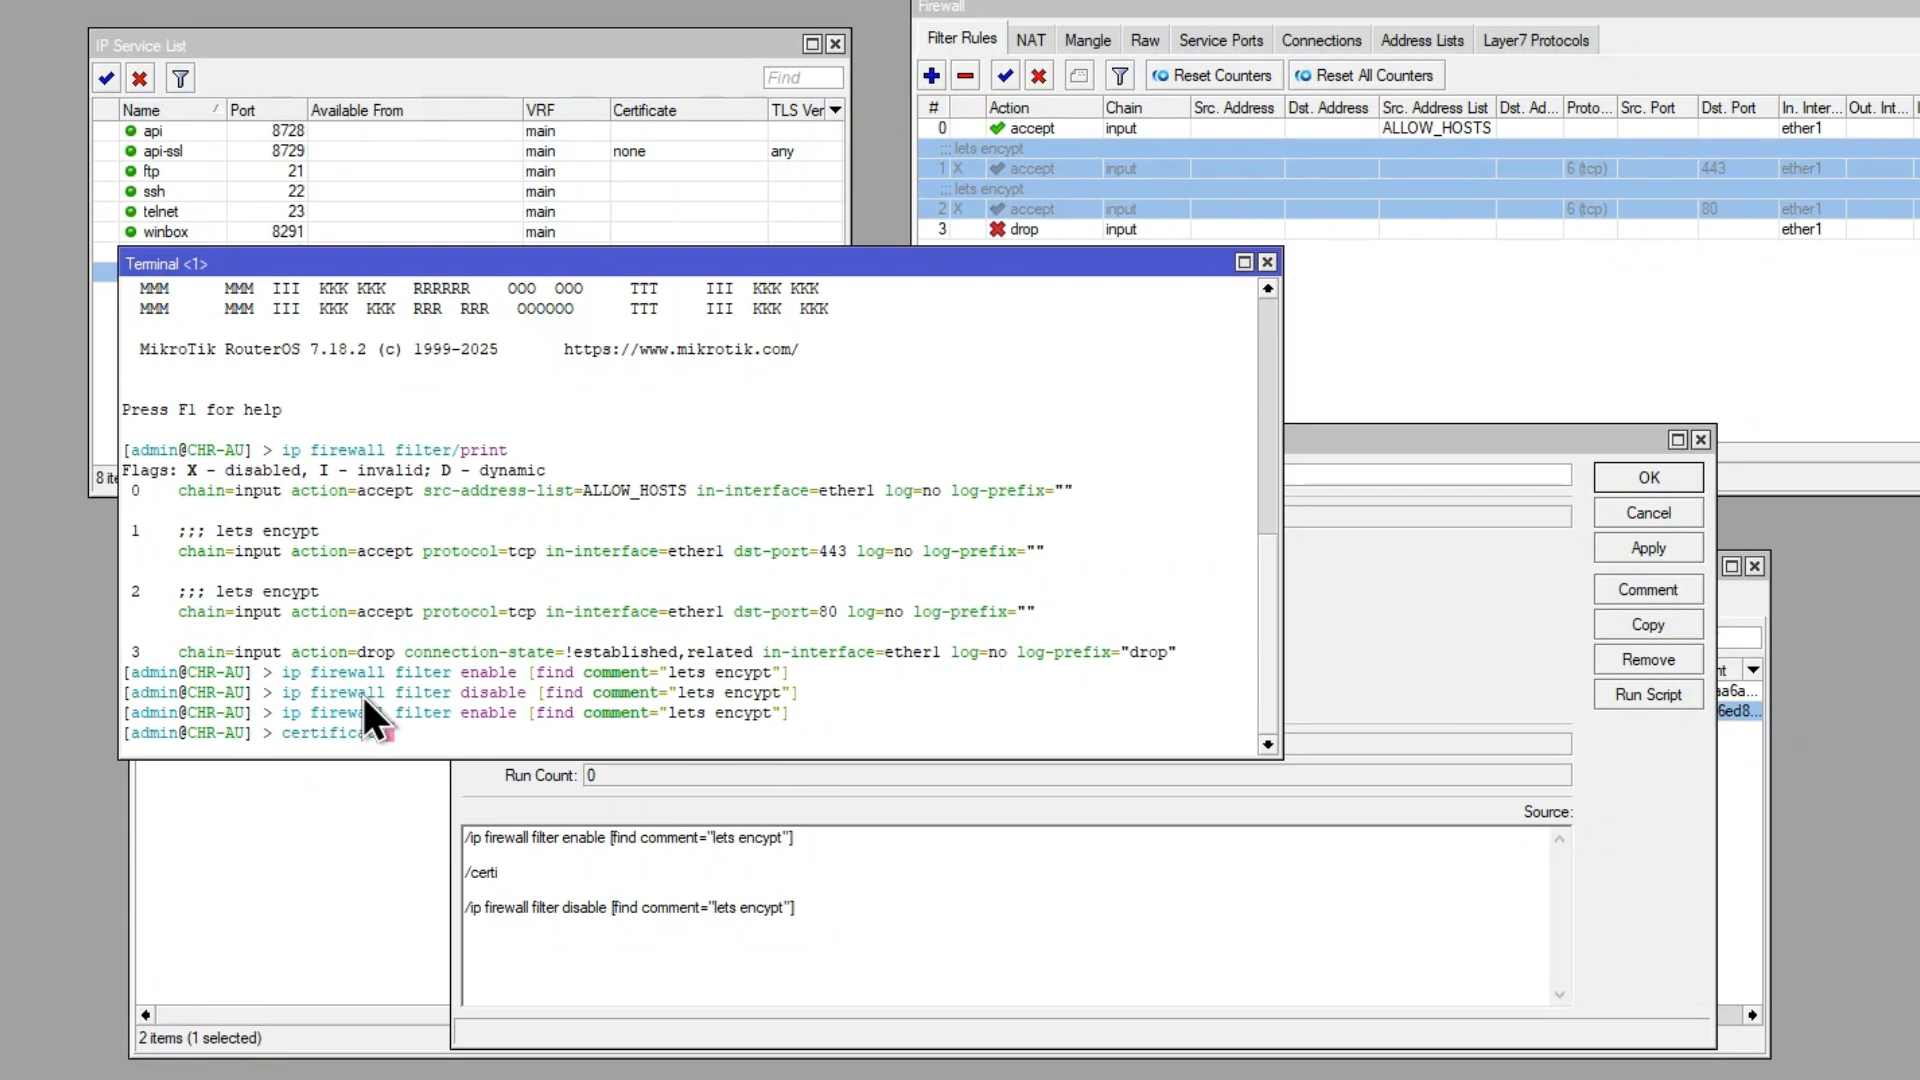 Firewall
IP Service List
Filter Rules NAT Mangle Raw Service Ports Connections Address Lists Layer7 Protocols
Find
Reset Counters Reset All Counters
Name Port Available From VRF Certificate TLS Ver
api 8728 main
api-ssl 8729 main none any
ftp 21 main
ssh 22 main
telnet 23 main
winbox 8291 main
# Action Chain Src. Address Dst. Address Src. Address List Dst. Ad... Proto... Src. Port Dst. Port In. Inter... Out. Int...
0 accept input ALLOW_HOSTS ether1
;;; lets encypt
1 X accept input 6 (tcp) 443 ether1
;;; lets encypt
2 X accept input 6 (tcp) 80 ether1
3 drop input ether1
Terminal <1>
MMM MMM III KKK KKK RRRRRR OOO OOO TTT III KKK KKK
MMM MMM III KKK KKK RRR RRR OOOOOO TTT III KKK KKK
MikroTik RouterOS 7.18.2 (c) 1999-2025 https://www.mikrotik.com/
Press F1 for help
[admin@CHR-AU] > ip firewall filter/print
Flags: X - disabled, I - invalid; D - dynamic
0 chain=input action=accept src-address-list=ALLOW_HOSTS in-interface=ether1 log=no log-prefix=""
1 ;;; lets encypt
chain=input action=accept protocol=tcp in-interface=ether1 dst-port=443 log=no log-prefix=""
2 ;;; lets encypt
chain=input action=accept protocol=tcp in-interface=ether1 dst-port=80 log=no log-prefix=""
3 chain=input action=drop connection-state=!established,related in-interface=ether1 log=no log-prefix="drop"
[admin@CHR-AU] > ip firewall filter enable [find comment="lets encypt"]
[admin@CHR-AU] > ip firewall filter disable [find comment="lets encypt"]
[admin@CHR-AU] > ip firewall filter enable [find comment="lets encypt"]
[admin@CHR-AU] >
8 ite
OK
Cancel
Apply
Comment
Copy
Remove
Run Script
nt
aa6a...
6ed8...
Run Count: 0
Source:
/ip firewall filter enable [find comment="lets encypt"]
/certi
/ip firewall filter disable [find comment="lets encypt"]
2 items (1 selected)